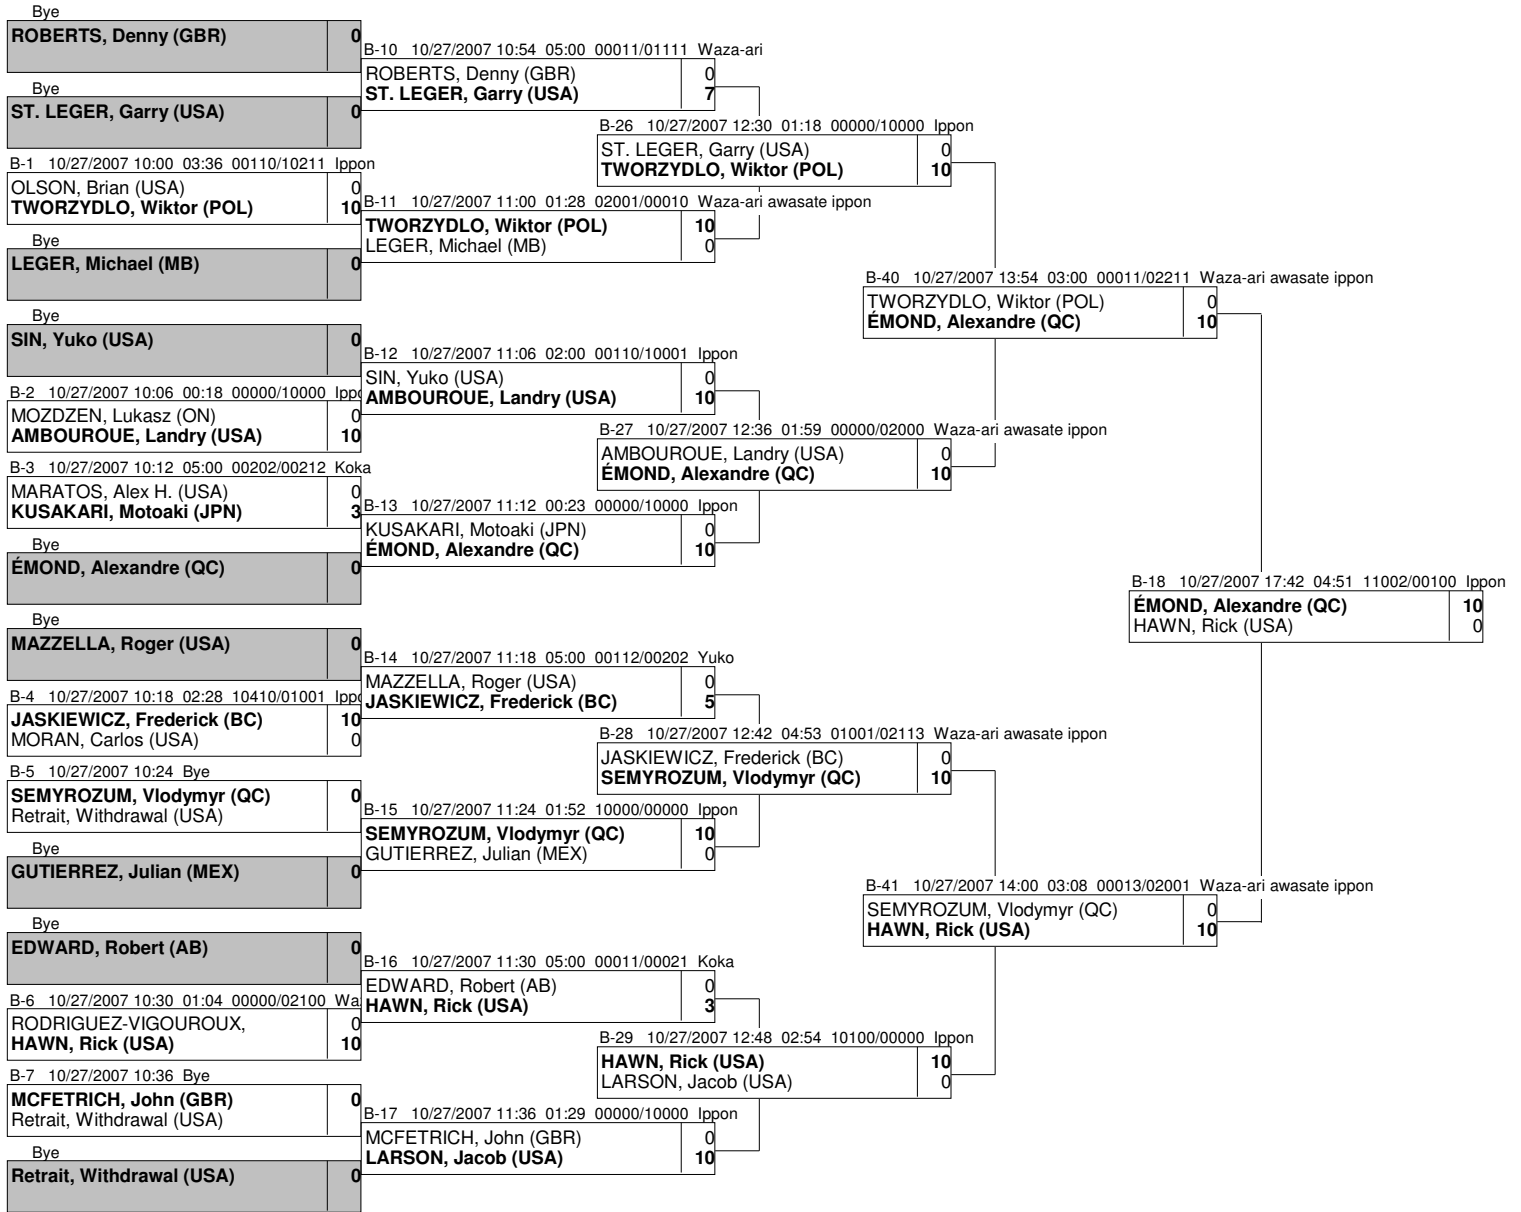 Bye
ROBERTS, Denny (GBR) 0
Bye
ST. LEGER, Garry (USA) 0
B-1 10/27/2007 10:00 03:36 00110/10211 Ippon
OLSON, Brian (USA) 0
TWORZYDLO, Wiktor (POL) 10
Bye
LEGER, Michael (MB) 0
Bye
SIN, Yuko (USA) 0
B-2 10/27/2007 10:06 00:18 00000/10000 Ippo
MOZDZEN, Lukasz (ON) 0
AMBOUROUE, Landry (USA) 10
B-3 10/27/2007 10:12 05:00 00202/00212 Koka
MARATOS, Alex H. (USA) 0
KUSAKARI, Motoaki (JPN) 3
Bye
ÉMOND, Alexandre (QC) 0
Bye
MAZZELLA, Roger (USA) 0
B-4 10/27/2007 10:18 02:28 10410/01001 Ippo
JASKIEWICZ, Frederick (BC) 10
MORAN, Carlos (USA) 0
B-5 10/27/2007 10:24 Bye
SEMYROZUM, Vlodymyr (QC) 0
Retrait, Withdrawal (USA)
Bye
GUTIERREZ, Julian (MEX) 0
Bye
EDWARD, Robert (AB) 0
B-6 10/27/2007 10:30 01:04 00000/02100 Wa
RODRIGUEZ-VIGOUROUX, 0
HAWN, Rick (USA) 10
B-7 10/27/2007 10:36 Bye
MCFETRICH, John (GBR) 0
Retrait, Withdrawal (USA)
Bye
Retrait, Withdrawal (USA) 0
B-10 10/27/2007 10:54 05:00 00011/01111 Waza-ari
ROBERTS, Denny (GBR) 0
ST. LEGER, Garry (USA) 7
B-11 10/27/2007 11:00 01:28 02001/00010 Waza-ari awasate ippon
TWORZYDLO, Wiktor (POL) 10
LEGER, Michael (MB) 0
B-12 10/27/2007 11:06 02:00 00110/10001 Ippon
SIN, Yuko (USA) 0
AMBOUROUE, Landry (USA) 10
B-13 10/27/2007 11:12 00:23 00000/10000 Ippon
KUSAKARI, Motoaki (JPN) 0
ÉMOND, Alexandre (QC) 10
B-14 10/27/2007 11:18 05:00 00112/00202 Yuko
MAZZELLA, Roger (USA) 0
JASKIEWICZ, Frederick (BC) 5
B-15 10/27/2007 11:24 01:52 10000/00000 Ippon
SEMYROZUM, Vlodymyr (QC) 10
GUTIERREZ, Julian (MEX) 0
B-16 10/27/2007 11:30 05:00 00011/00021 Koka
EDWARD, Robert (AB) 0
HAWN, Rick (USA) 3
B-17 10/27/2007 11:36 01:29 00000/10000 Ippon
MCFETRICH, John (GBR) 0
LARSON, Jacob (USA) 10
B-26 10/27/2007 12:30 01:18 00000/10000 Ippon
ST. LEGER, Garry (USA) 0
TWORZYDLO, Wiktor (POL) 10
B-27 10/27/2007 12:36 01:59 00000/02000 Waza-ari awasate ippon
AMBOUROUE, Landry (USA) 0
ÉMOND, Alexandre (QC) 10
B-28 10/27/2007 12:42 04:53 01001/02113 Waza-ari awasate ippon
JASKIEWICZ, Frederick (BC) 0
SEMYROZUM, Vlodymyr (QC) 10
B-29 10/27/2007 12:48 02:54 10100/00000 Ippon
HAWN, Rick (USA) 10
LARSON, Jacob (USA) 0
B-40 10/27/2007 13:54 03:00 00011/02211 Waza-ari awasate ippon
TWORZYDLO, Wiktor (POL) 0
ÉMOND, Alexandre (QC) 10
B-41 10/27/2007 14:00 03:08 00013/02001 Waza-ari awasate ippon
SEMYROZUM, Vlodymyr (QC) 0
HAWN, Rick (USA) 10
B-18 10/27/2007 17:42 04:51 11002/00100 Ippon
ÉMOND, Alexandre (QC) 10
HAWN, Rick (USA) 0